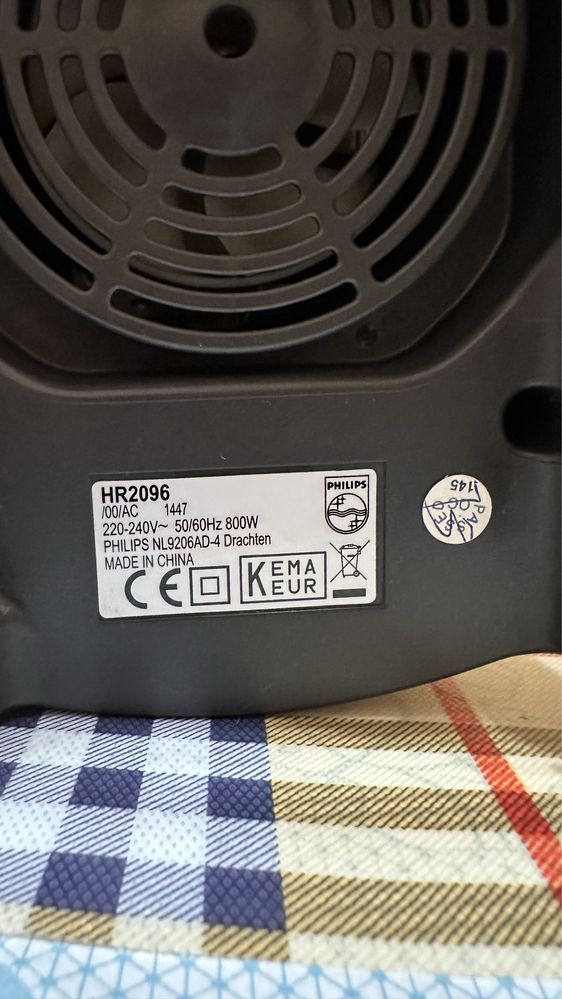 HR2096
/00/AC 1447
220-240V~ 50/60Hz 800W
PHILIPS NL9206AD-4 Drachten
MADE IN CHINA
CE
KEMA
KEUR
PHILIPS
1145